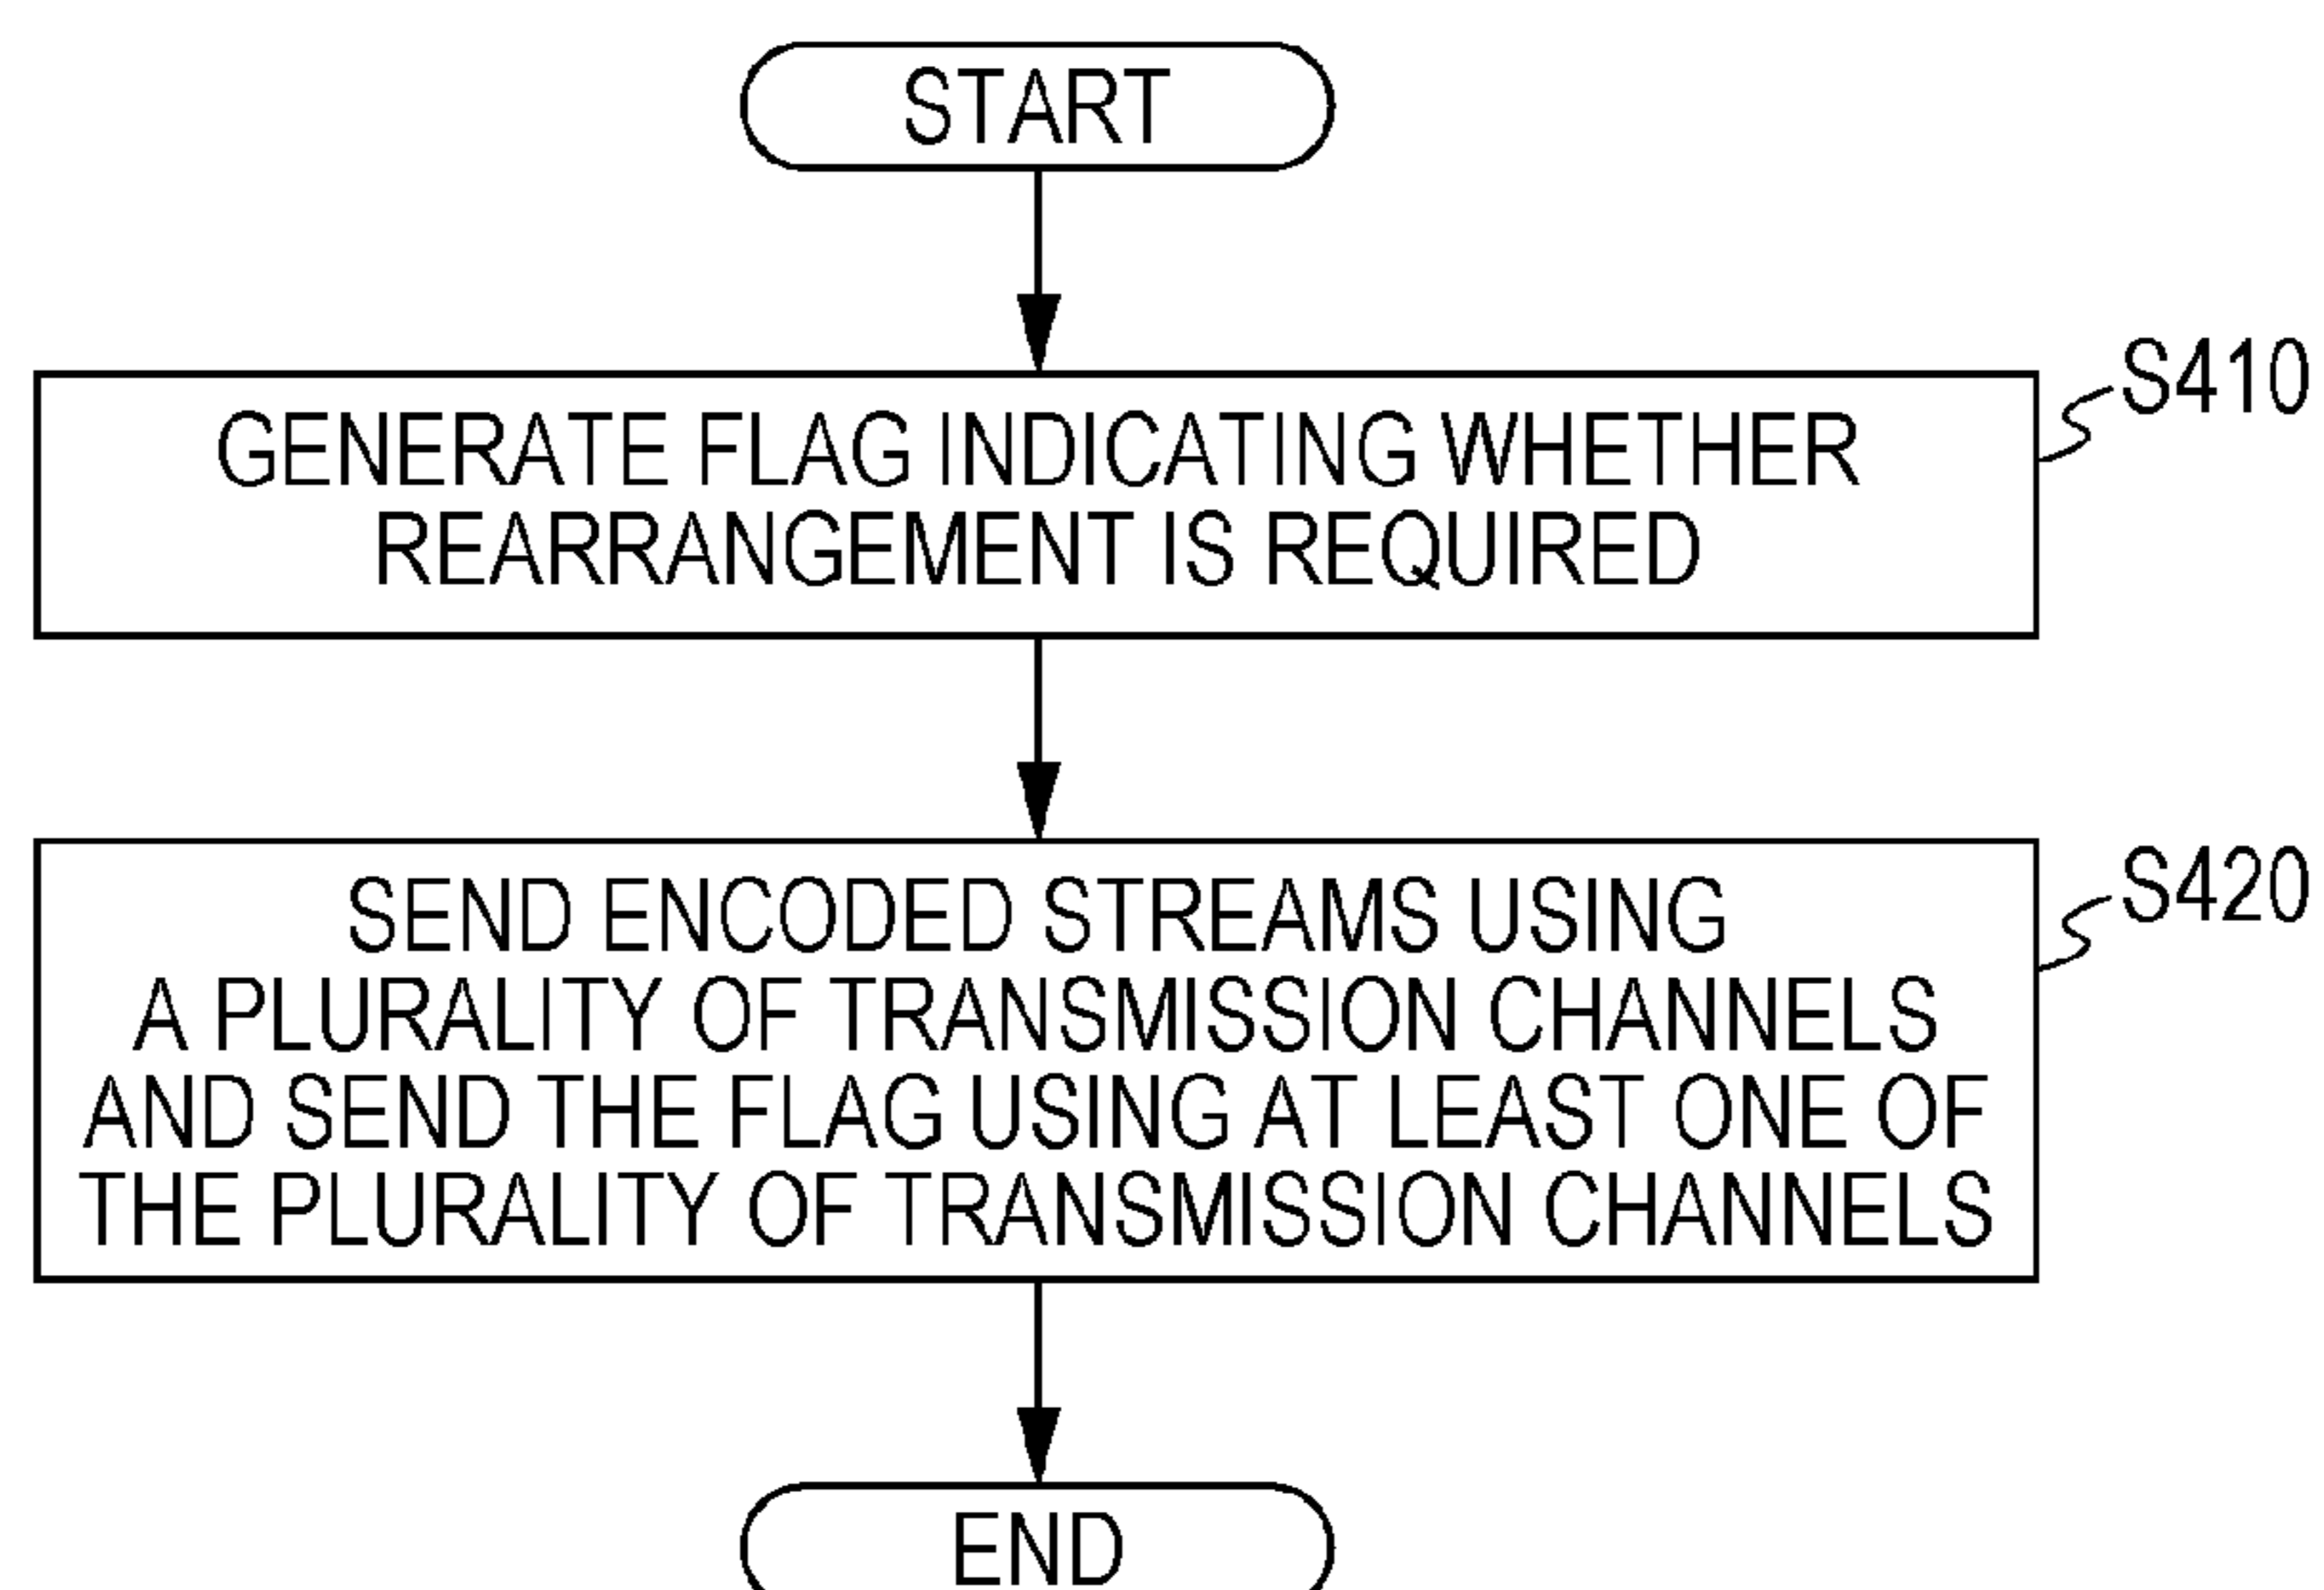 START
S410
GENERATE FLAG INDICATING WHETHER
REARRANGEMENT IS REQUIRED
S420
SEND ENCODED STREAMS USING
A PLURALITY OF TRANSMISSION CHANNELS
AND SEND THE FLAG USING AT LEAST ONE OF
THE PLURALITY OF TRANSMISSION CHANNELS
END